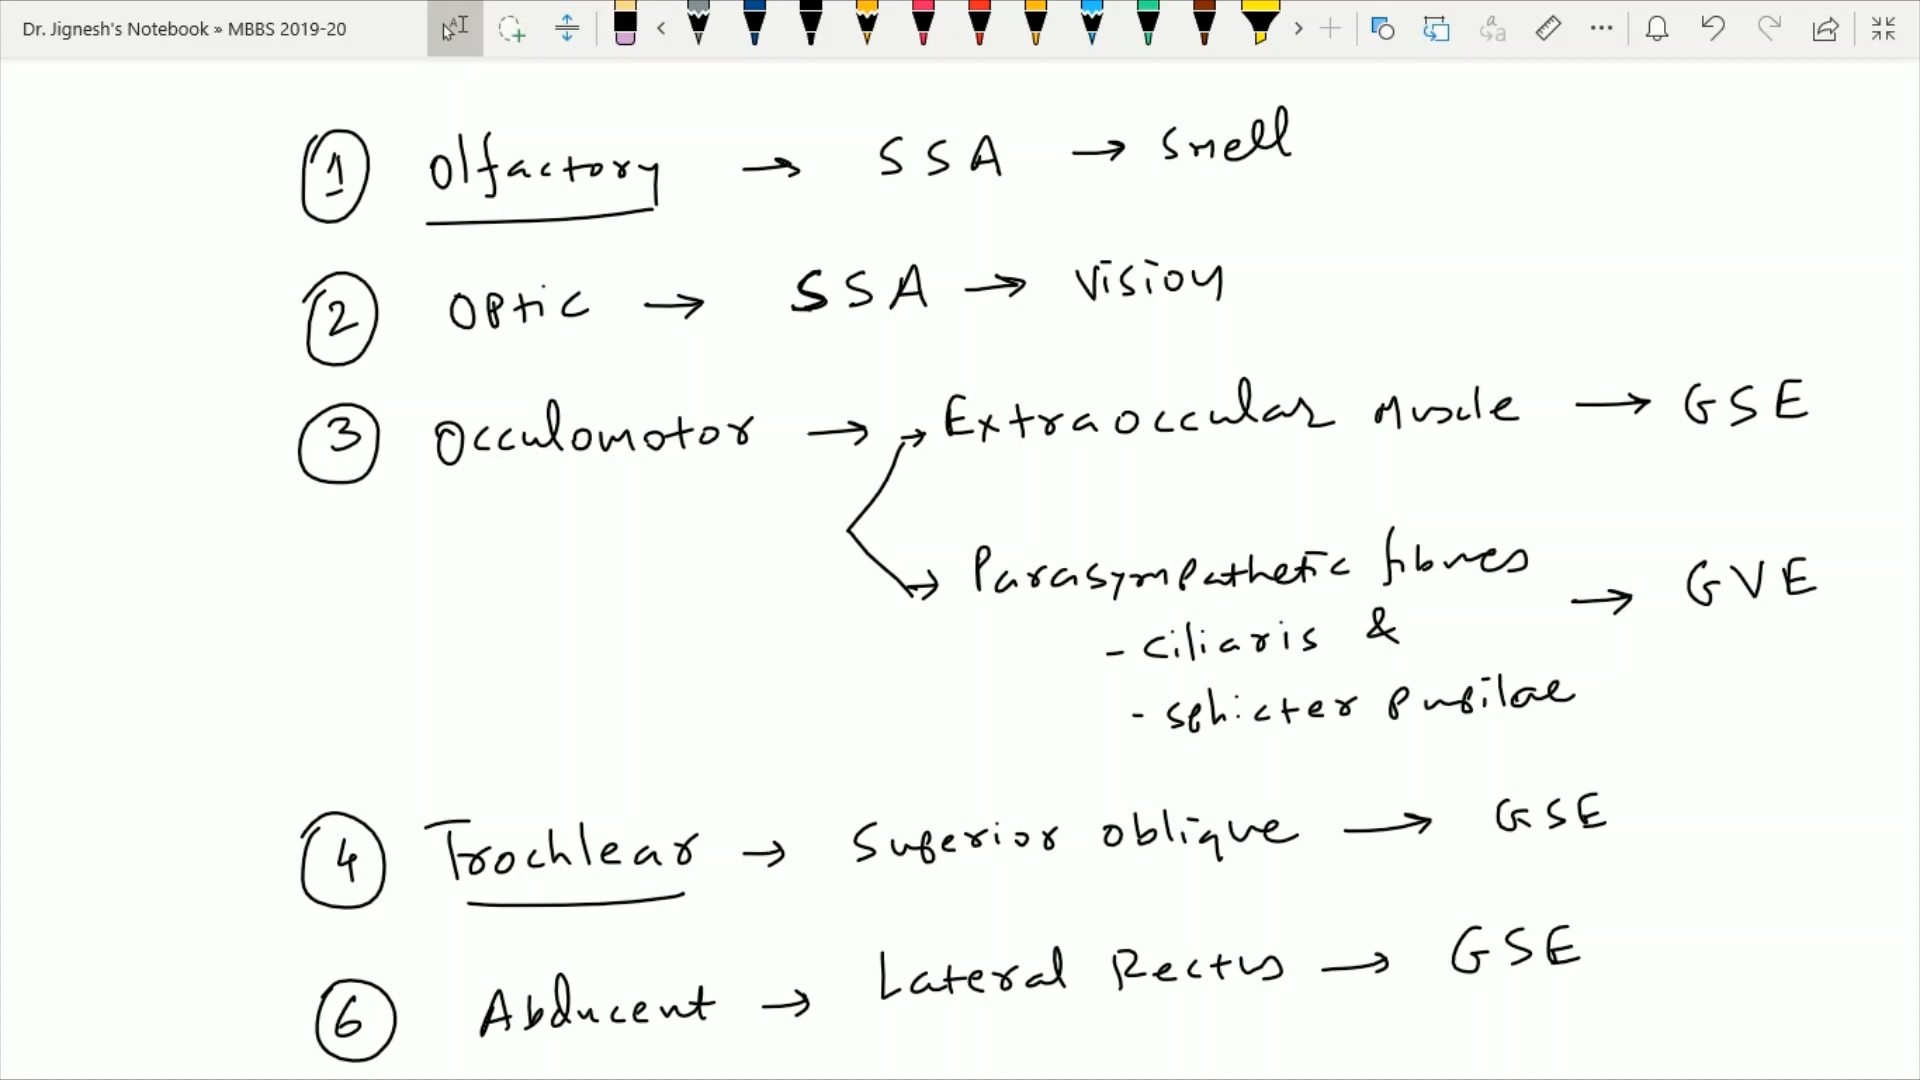 Dr. Jignesh's Notebook » MBBS 2019-20
1 Olfactory → SSA → Smell
2 Optic → SSA → Vision
3 Occulomotor → → Extraoccular Muscle → GSE
→ Parasympathetic fibres → GVE
- ciliaris &
- sphicter pupilae
4 Trochlear → Superior oblique → GSE
6 Abducent → Lateral Rectus → GSE